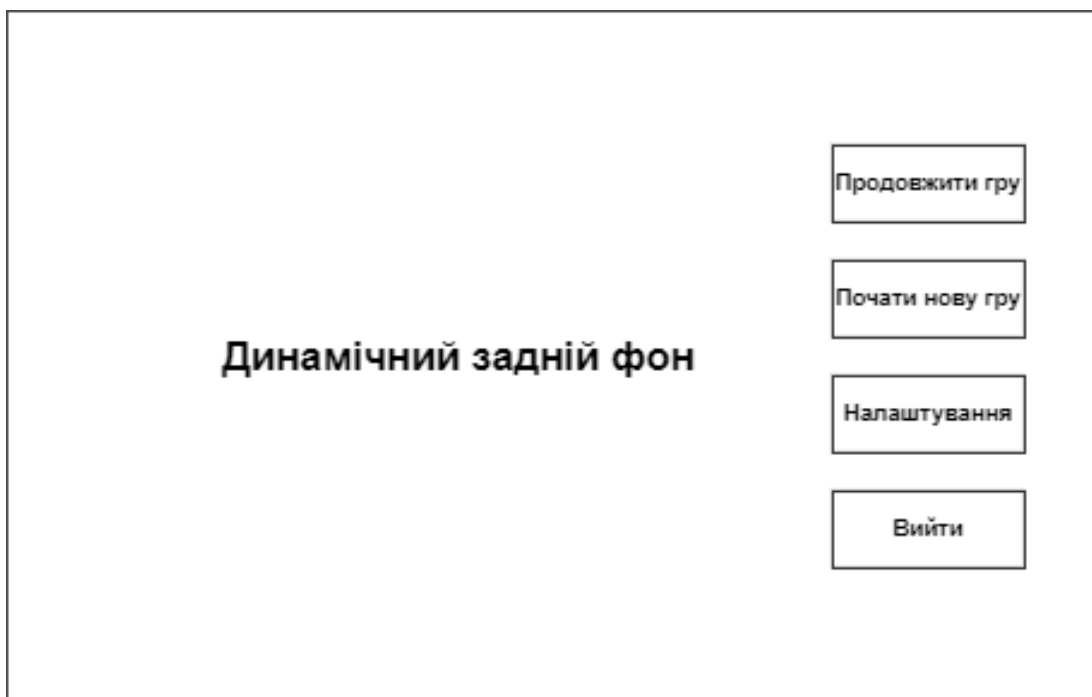 Продовжити гру
Почати нову гру
Динамічний задній фон
Налаштування
Вийти